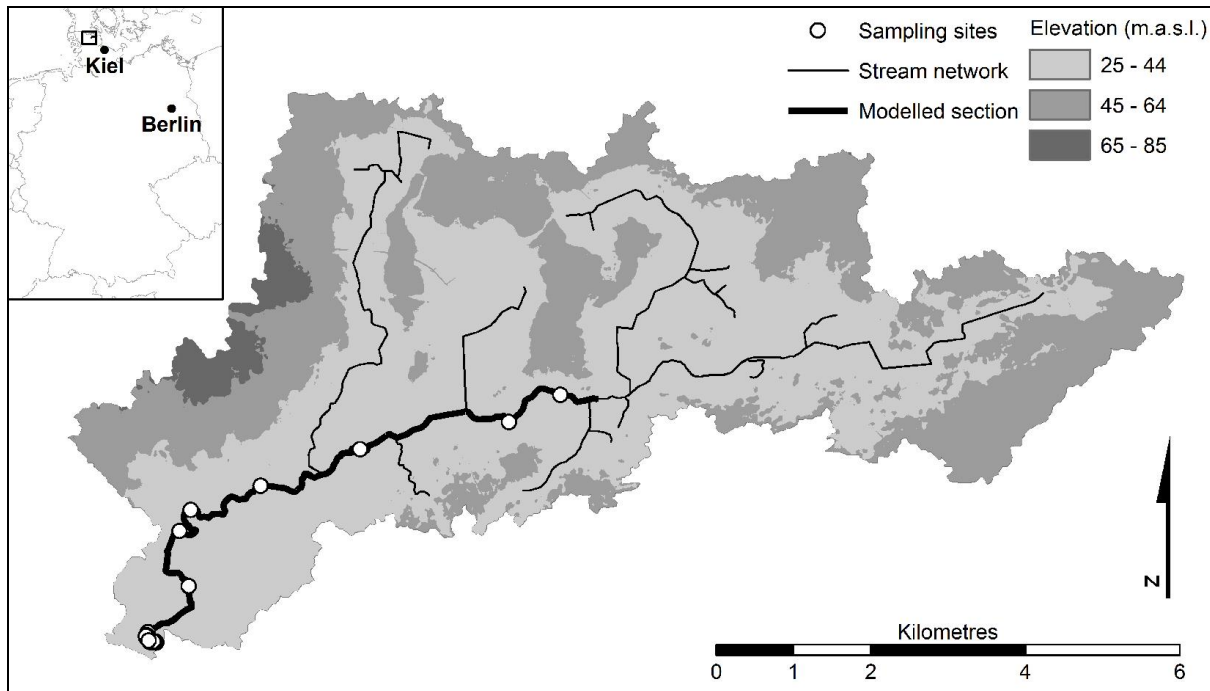 Kiel
Berlin
Sampling sites
Stream network
Modelled section
Elevation (m.a.s.l.)
25 - 44
45 - 64
65 - 85
N
Kilometres
0 1 2 4 6